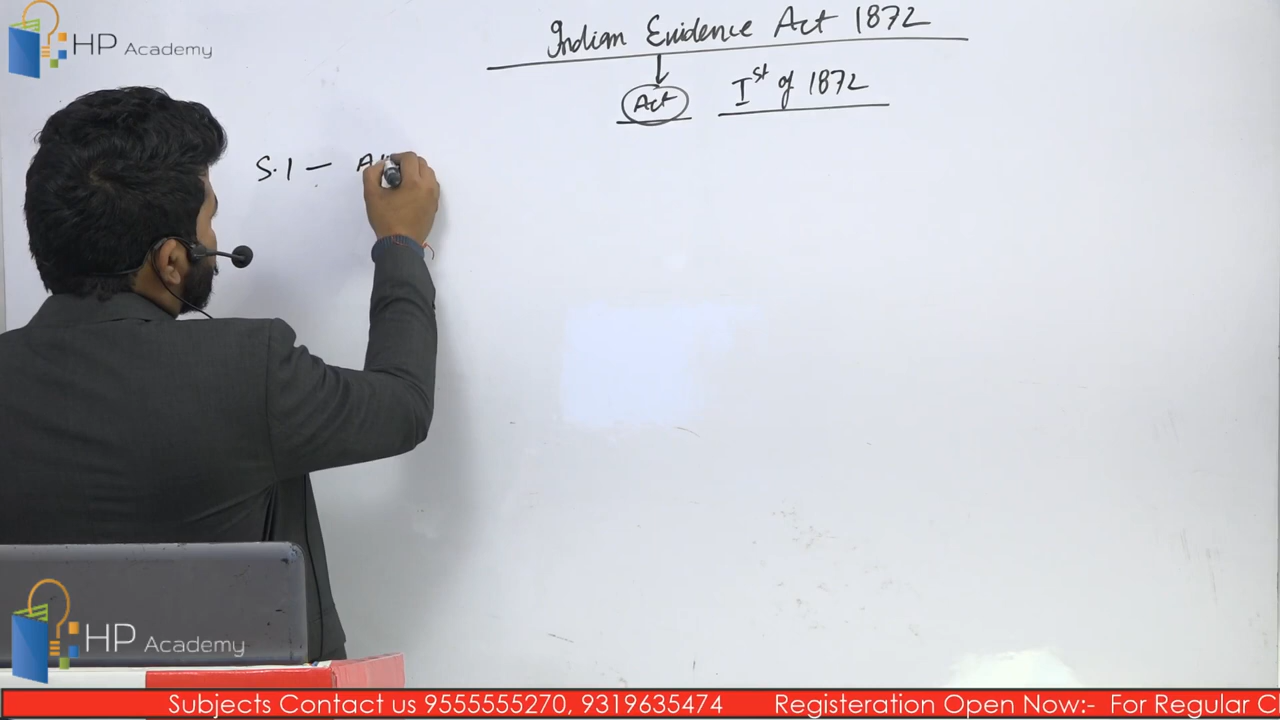 HP Academy
Indian Evidence Act 1872
Act Ist of 1872
S.1 –
HP Academy
Subjects Contact us 9555555270, 9319635474 Registeration Open Now:- For Regular C